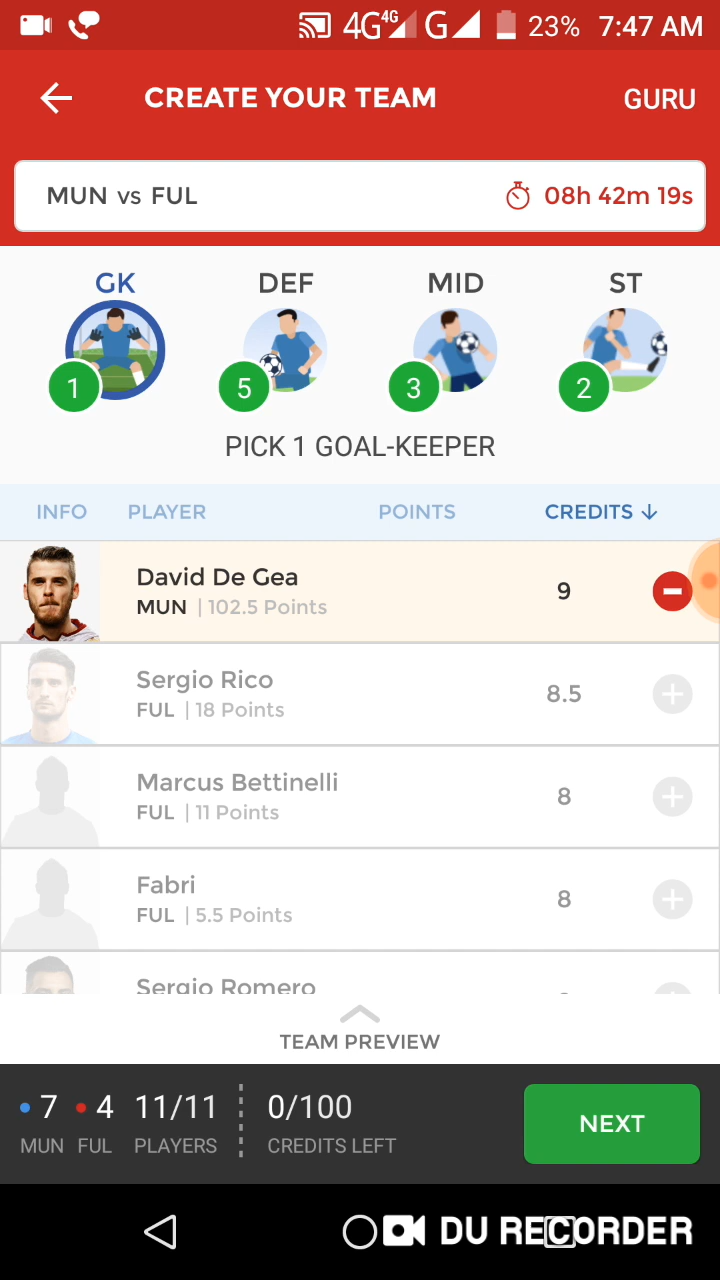 4G 4G G 23% 7:47 AM
CREATE YOUR TEAM GURU
MUN vs FUL 08h 42m 19s
GK DEF MID ST
1 5 3 2
PICK 1 GOAL-KEEPER
INFO PLAYER POINTS CREDITS ↓
David De Gea
MUN | 102.5 Points 9
Sergio Rico
FUL | 18 Points 8.5
Marcus Bettinelli
FUL | 11 Points 8
Fabri
FUL | 5.5 Points 8
Sergio Romero
TEAM PREVIEW
7 4 11/11 0/100 NEXT
MUN FUL PLAYERS CREDITS LEFT
DU RECORDER